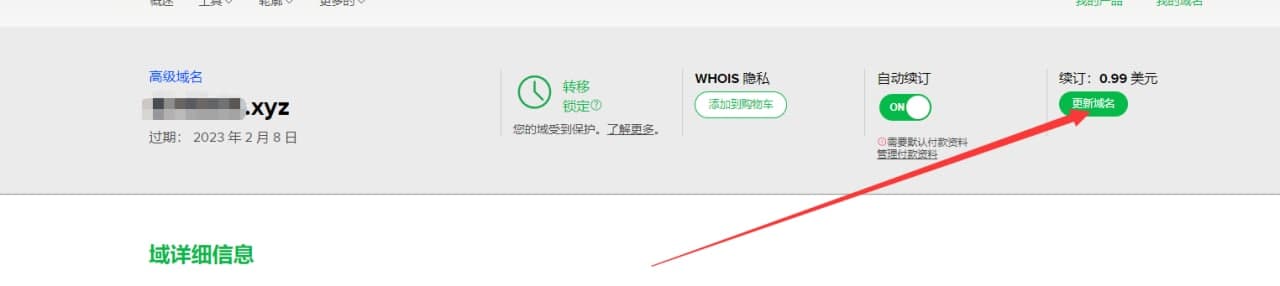 概述 工具 轮廓 更多的 我的产品 我的域名
高级域名
.xyz
过期： 2023 年 2 月 8 日
转移
锁定?
您的域受到保护。了解更多。
WHOIS 隐私
添加到购物车
自动续订
ON
需要默认付款资料
管理付款资料
续订：0.99 美元
更新域名
域详细信息